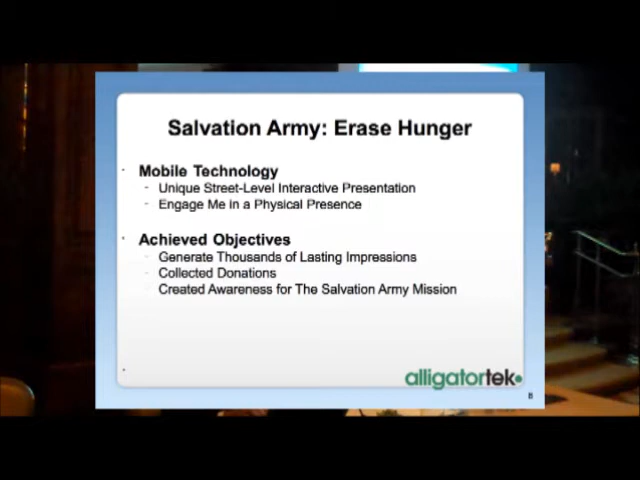 Salvation Army: Erase Hunger
· Mobile Technology
- Unique Street-Level Interactive Presentation
- Engage Me in a Physical Presence
· Achieved Objectives
- Generate Thousands of Lasting Impressions
- Collected Donations
- Created Awareness for The Salvation Army Mission
alligatortek